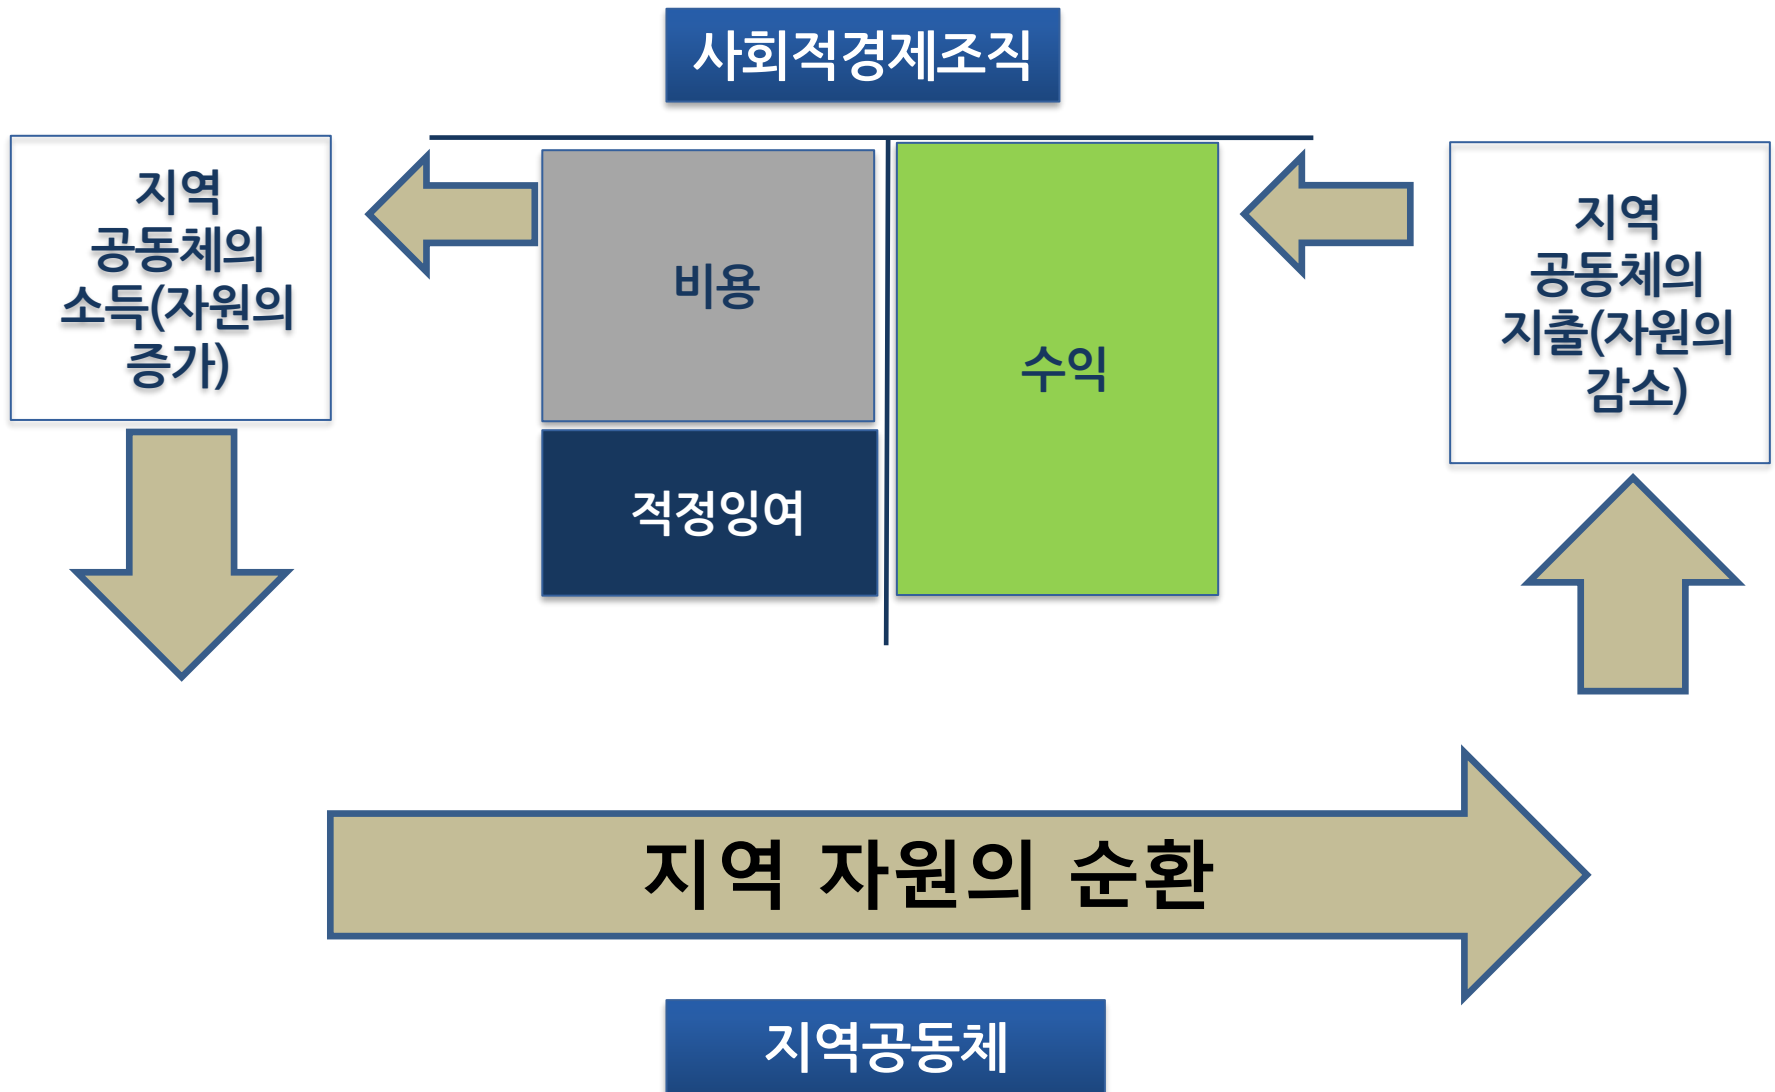 사회적경제조직
지역
공동체의
소득(자원의
증가)
비용
적정잉여
수익
지역
공동체의
지출(자원의
감소)
지역 자원의 순환
지역공동체